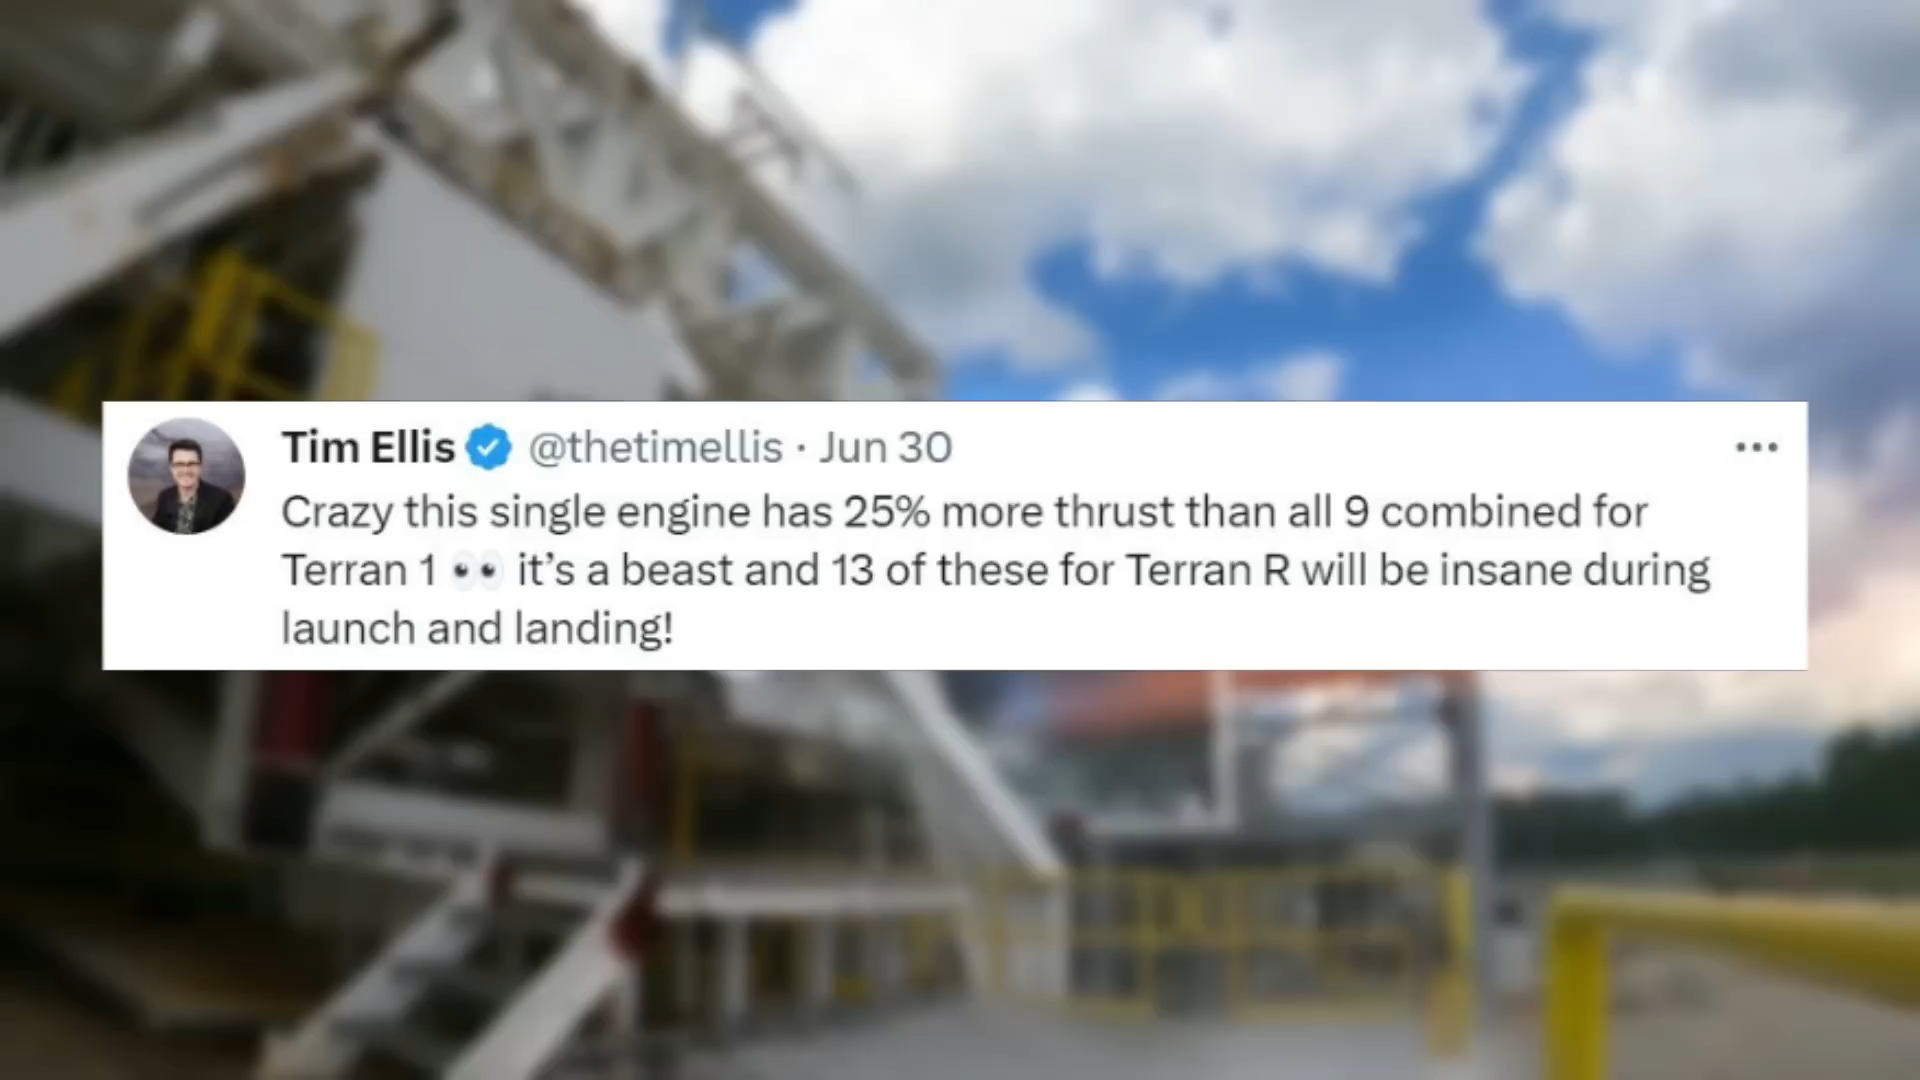 Tim Ellis @thetimellis · Jun 30
Crazy this single engine has 25% more thrust than all 9 combined for
Terran 1 👀 it’s a beast and 13 of these for Terran R will be insane during
launch and landing!